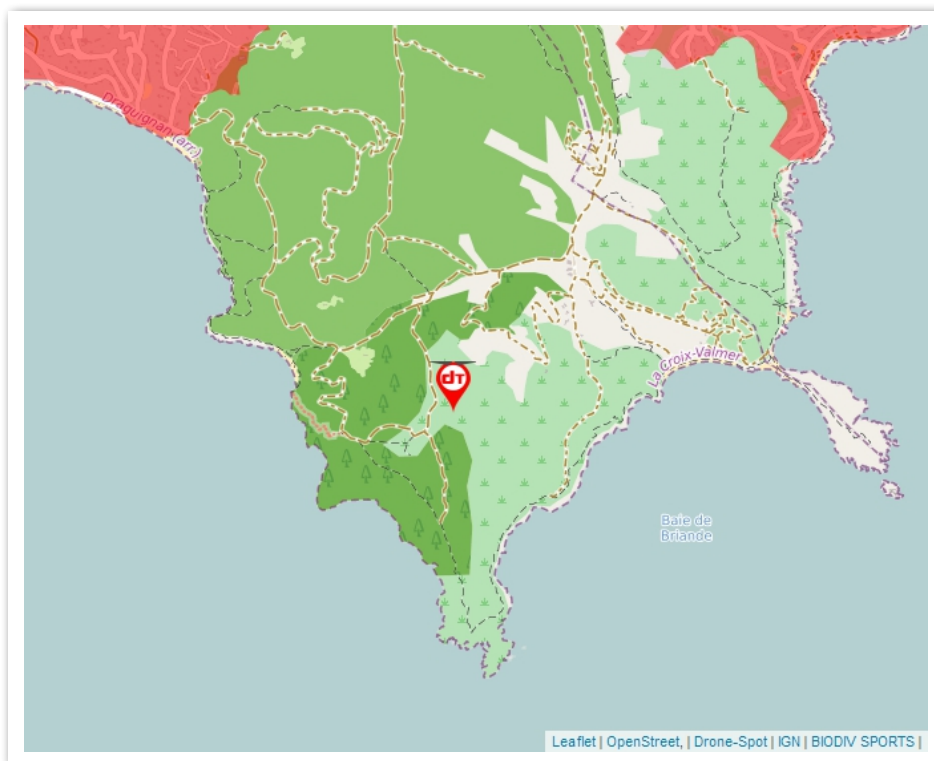 Draguignan (arr.)
dT
La Croix-Valmer
Baie de
Briande
Leaflet | OpenStreet, | Drone-Spot | IGN | BIODIV SPORTS |